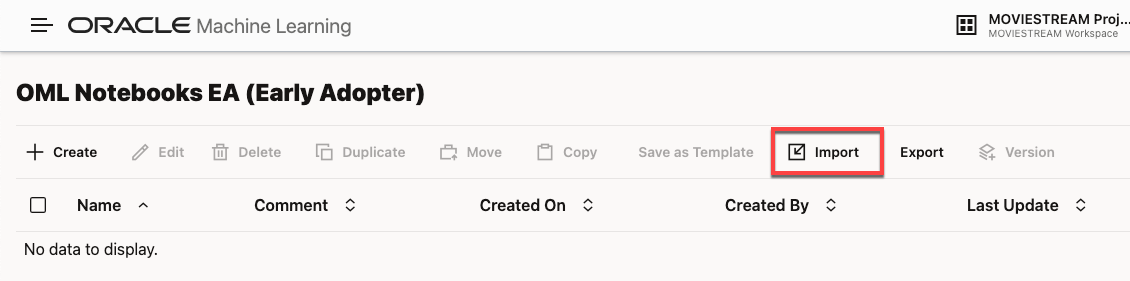 ORACLE Machine Learning
MOVIESTREAM Proj...
MOVIESTREAM Workspace
OML Notebooks EA (Early Adopter)
Create Edit Delete Duplicate Move Copy Save as Template Import Export Version
Name Comment Created On Created By Last Update
No data to display.